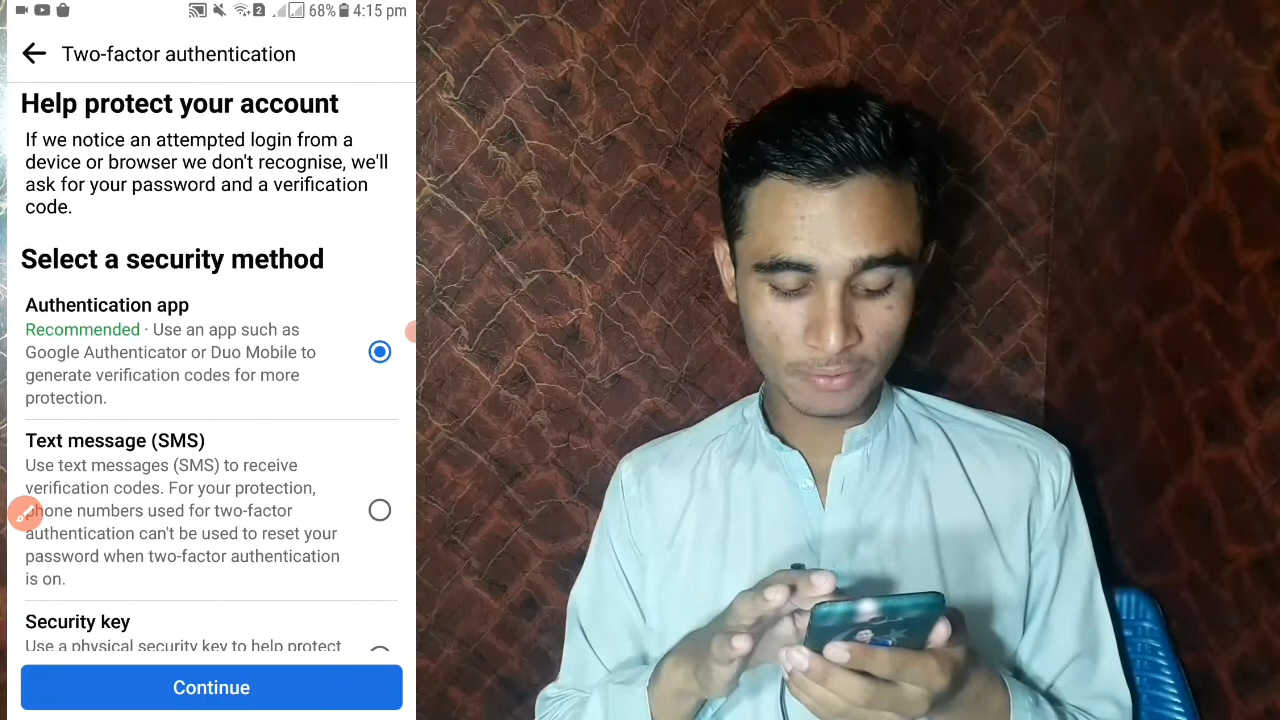 2 68% 4:15 pm
Two-factor authentication
Help protect your account
If we notice an attempted login from a
device or browser we don't recognise, we'll
ask for your password and a verification
code.
Select a security method
Authentication app
Recommended · Use an app such as
Google Authenticator or Duo Mobile to
generate verification codes for more
protection.
Text message (SMS)
Use text messages (SMS) to receive
verification codes. For your protection,
phone numbers used for two-factor
authentication can't be used to reset your
password when two-factor authentication
is on.
Security key
Use a physical security key to help protect
Continue